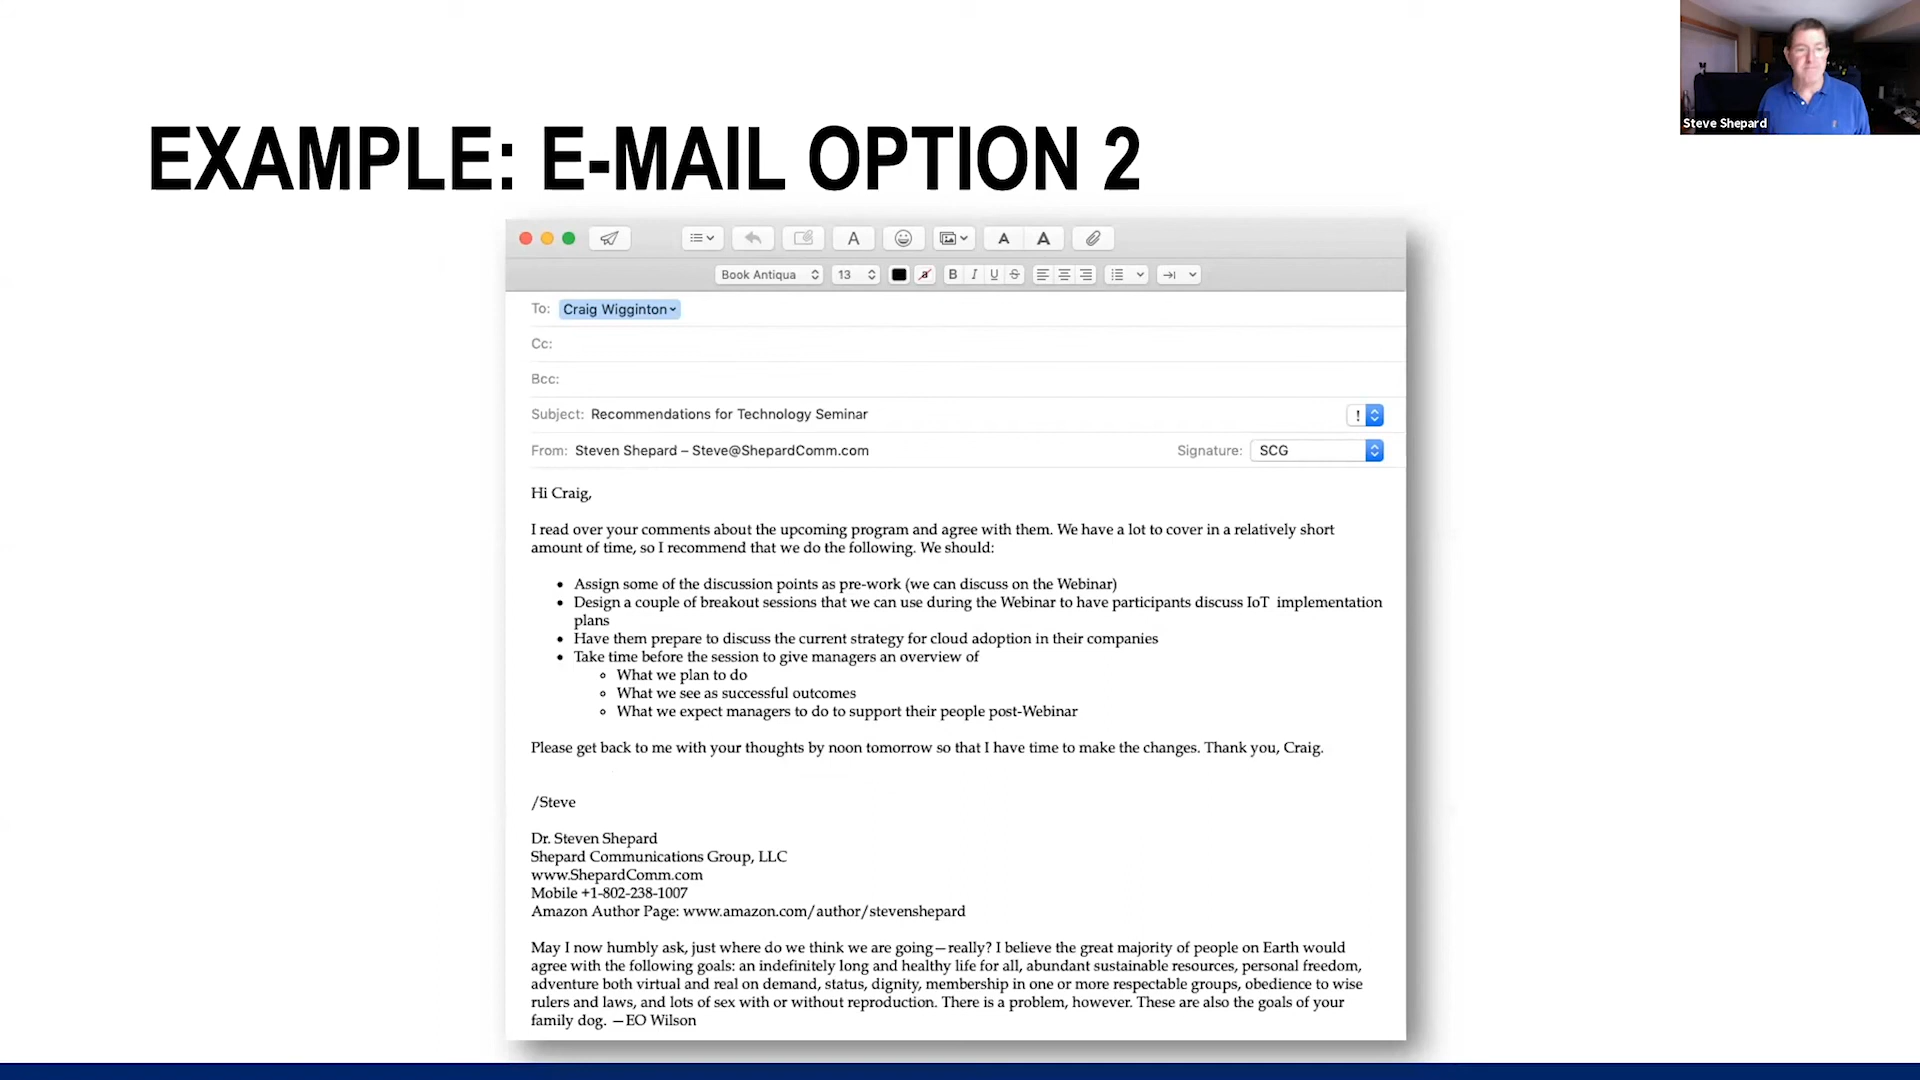 Steve Shepard
EXAMPLE: E-MAIL OPTION 2
Book Antiqua 13 B I U S
To: Craig Wigginton
Cc:
Bcc:
Subject: Recommendations for Technology Seminar !
From: Steven Shepard – Steve@ShepardComm.com Signature: SCG
Hi Craig,
I read over your comments about the upcoming program and agree with them. We have a lot to cover in a relatively short
amount of time, so I recommend that we do the following. We should:
• Assign some of the discussion points as pre-work (we can discuss on the Webinar)
• Design a couple of breakout sessions that we can use during the Webinar to have participants discuss IoT implementation
plans
• Have them prepare to discuss the current strategy for cloud adoption in their companies
• Take time before the session to give managers an overview of
◦ What we plan to do
◦ What we see as successful outcomes
◦ What we expect managers to do to support their people post-Webinar
Please get back to me with your thoughts by noon tomorrow so that I have time to make the changes. Thank you, Craig.
/Steve
Dr. Steven Shepard
Shepard Communications Group, LLC
www.ShepardComm.com
Mobile +1-802-238-1007
Amazon Author Page: www.amazon.com/author/stevenshepard
May I now humbly ask, just where do we think we are going—really? I believe the great majority of people on Earth would
agree with the following goals: an indefinitely long and healthy life for all, abundant sustainable resources, personal freedom,
adventure both virtual and real on demand, status, dignity, membership in one or more respectable groups, obedience to wise
rulers and laws, and lots of sex with or without reproduction. There is a problem, however. These are also the goals of your
family dog. —EO Wilson